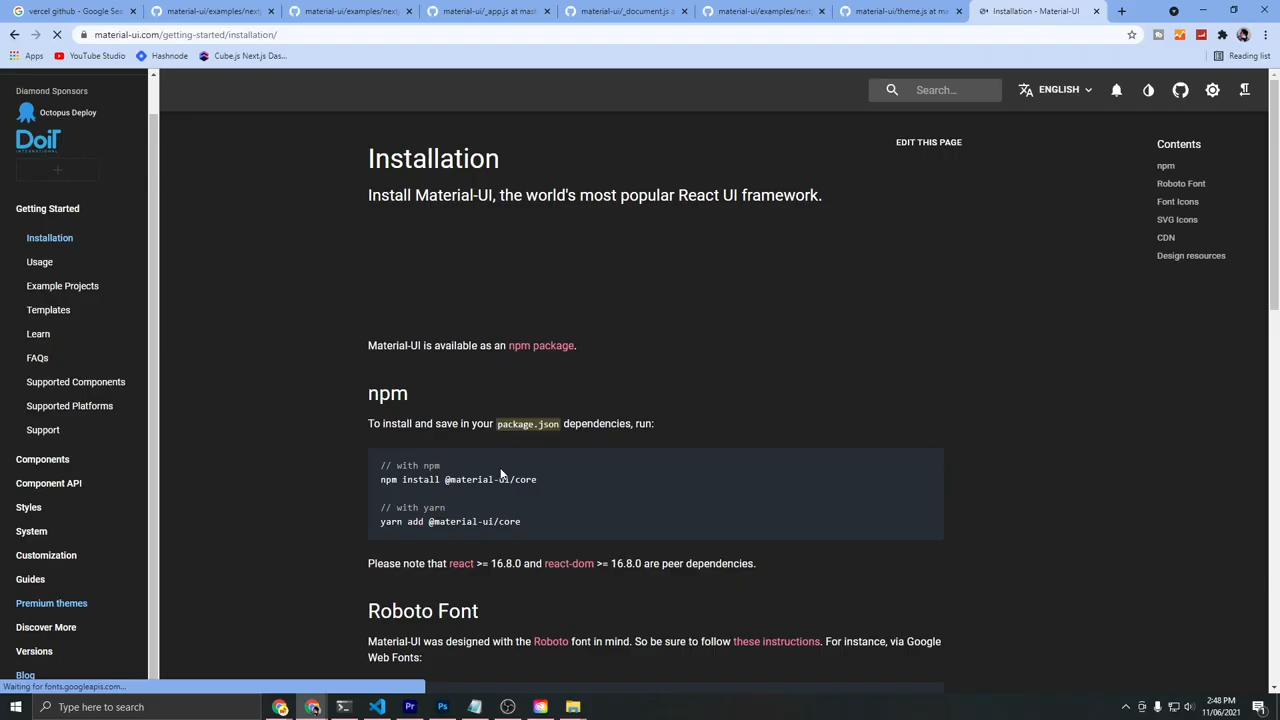 vercel github - Google Se
material-ui/examples/nextj
material-ui/examples/nextj
material-ui/_app.js at mas
material-ui/_document.js a
material-ui/examples/nextj
material-ui/theme.js at ma
Installation - Material-UI
material-ui.com/getting-started/installation/
Apps
YouTube Studio
Hashnode
Cube.js Next.js Das...
Reading list
Diamond Sponsors
Octopus Deploy
DoiT
INTERNATIONAL
Search…
ENGLISH
Getting Started
Installation
Usage
Example Projects
Templates
Learn
FAQs
Supported Components
Supported Platforms
Support
Components
Component API
Styles
System
Customization
Guides
Premium themes
Discover More
Versions
Blog
EDIT THIS PAGE
Installation
Install Material-UI, the world's most popular React UI framework.
Material-UI is available as an npm package.
npm
To install and save in your package.json dependencies, run:
// with npm
npm install @material-ui/core
// with yarn
yarn add @material-ui/core
Please note that react >= 16.8.0 and react-dom >= 16.8.0 are peer dependencies.
Roboto Font
Material-UI was designed with the Roboto font in mind. So be sure to follow these instructions. For instance, via Google
Web Fonts:
Contents
npm
Roboto Font
Font Icons
SVG Icons
CDN
Design resources
Waiting for fonts.googleapis.com...
Type here to search
2:48 PM
11/06/2021